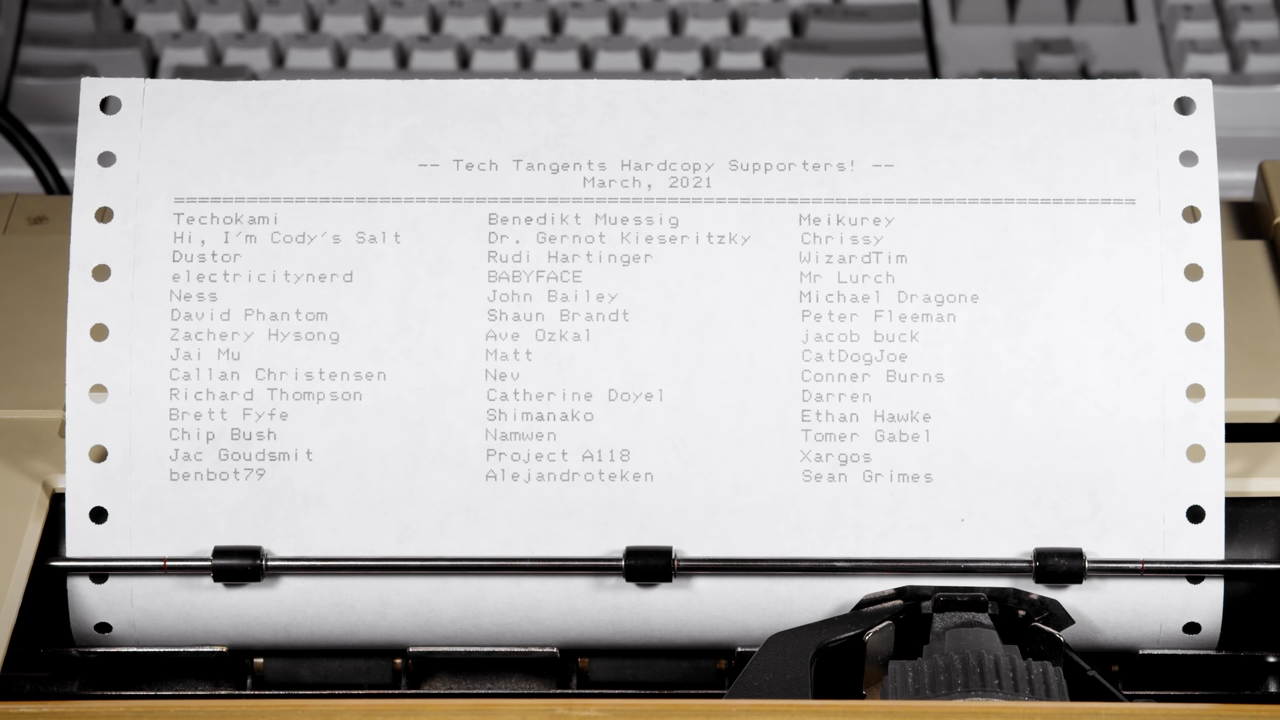 -- Tech Tangents Hardcopy Supporters! --
March, 2021
================================================================================
Techokami Benedikt Muessig Meikurey
Hi, I'm Cody's Salt Dr. Gernot Kieseritzky Chrissy
Dustor Rudi Hartinger WizardTim
electricitynerd BABYFACE Mr Lurch
Ness John Bailey Michael Dragone
David Phantom Shaun Brandt Peter Fleeman
Zachery Hysong Ave Ozkal jacob buck
Jai Mu Matt CatDogJoe
Callan Christensen Nev Conner Burns
Richard Thompson Catherine Doyel Darren
Brett Fyfe Shimanako Ethan Hawke
Chip Bush Namwen Tomer Gabel
Jac Goudsmit Project A118 Xargos
benbot79 Alejandroteken Sean Grimes